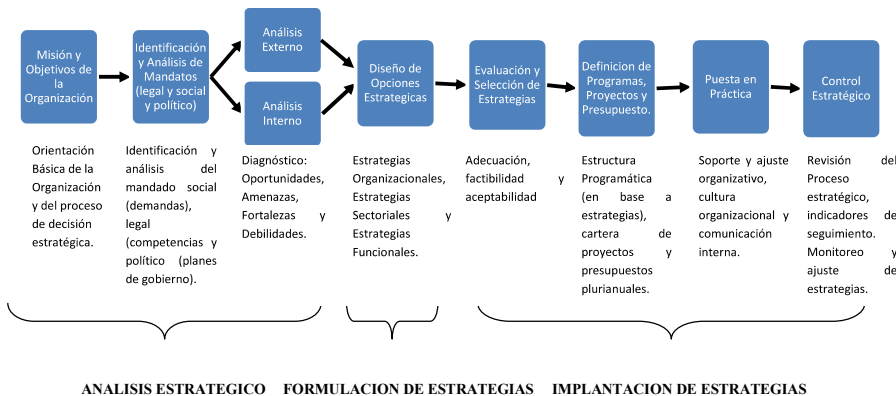 Misión y
Objetivos de
la
Organización
Identificación
y Análisis de
Mandatos
(legal y social
y político)
Análisis
Externo
Análisis
Interno
Diseño de
Opciones
Estrategicas
Evaluación y
Selección de
Estrategias
Definicion de
Programas,
Proyectos y
Presupuesto.
Puesta en
Práctica
Control
Estratégico
Orientación
Básica de la
Organización
y del proceso
de decisión
estratégica.
Identificación y
análisis del
mandado social
(demandas),
legal
(competencias y
político (planes
de gobierno).
Diagnóstico:
Oportunidades,
Amenazas,
Fortalezas y
Debilidades.
Estrategias
Organizacionales,
Estrategias
Sectoriales y
Estrategias
Funcionales.
Adecuación,
factibilidad y
aceptabilidad
Estructura
Programática
(en base a
estrategias),
cartera de
proyectos y
presupuestos
plurianuales.
Soporte y ajuste
organizativo,
cultura
organizacional y
comunicación
interna.
Revisión del
Proceso
estratégico,
indicadores de
seguimiento.
Monitoreo y
ajuste de
estrategias.
ANALISIS ESTRATEGICO FORMULACION DE ESTRATEGIAS IMPLANTACION DE ESTRATEGIAS